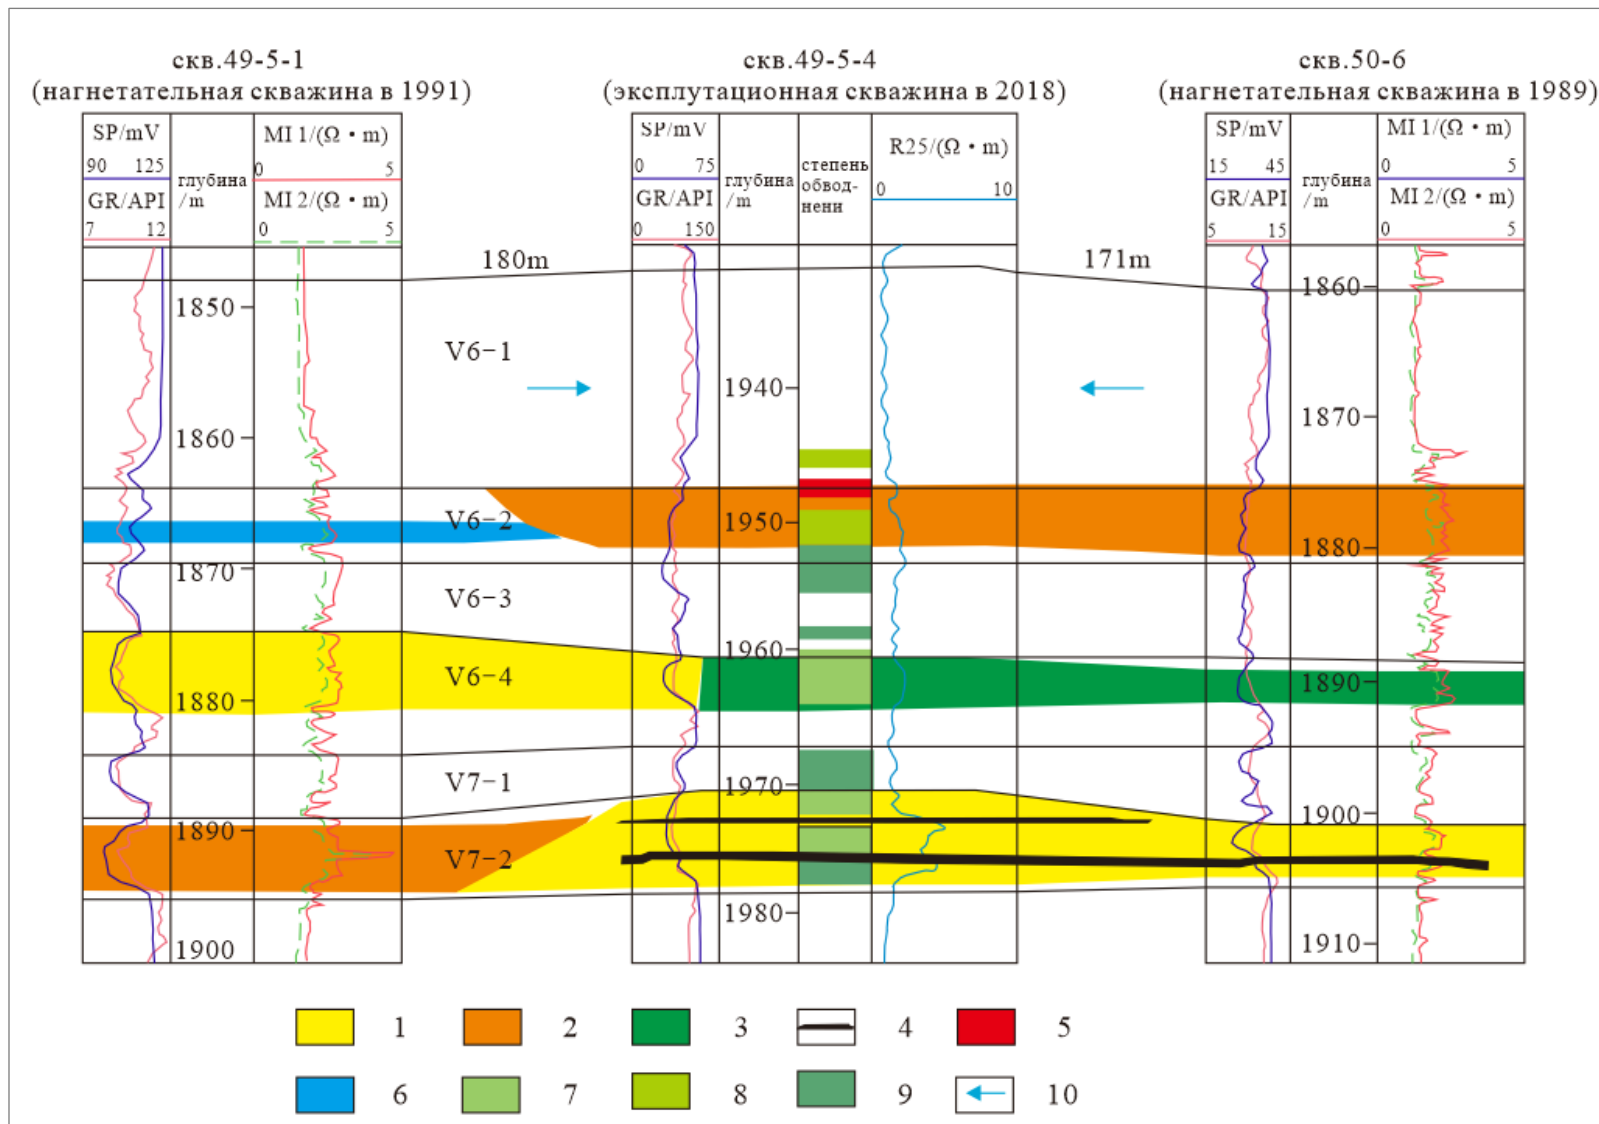 скв.49-5-1
(нагнетательная скважина в 1991)
скв.49-5-4
(эксплутационная скважина в 2018)
скв.50-6
(нагнетательная скважина в 1989)
SP/mV
90 125
GR/API
7 12
глубина
/m
MI 1/(Ω • m)
0 5
MI 2/(Ω • m)
0 5
SP/mV
0 75
GR/API
0 150
глубина
/m
степень
обвод-
нени
R25/(Ω • m)
0 10
SP/mV
15 45
GR/API
5 15
глубина
/m
MI 1/(Ω • m)
0 5
MI 2/(Ω • m)
0 5
180m
171m
1850
1860
1870
1880
1890
1900
V6-1
V6-2
V6-3
V6-4
V7-1
V7-2
1940
1950
1960
1970
1980
1860
1870
1880
1890
1900
1910
1 2 3 4 5
6 7 8 9 10